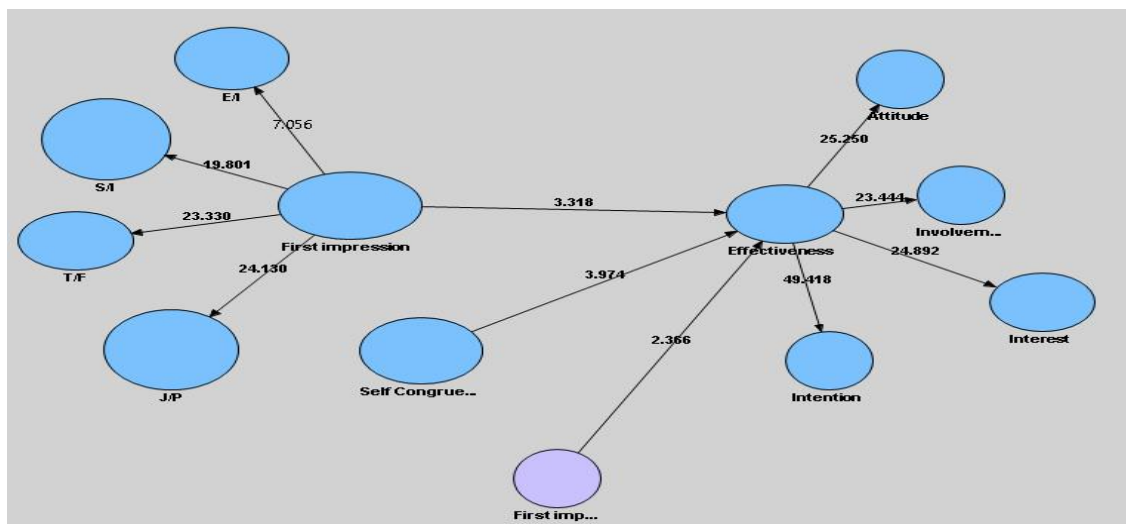 E/I
7.056
Attitude
25.250
S/I
19.801
23.330
First impression
T/F
24.130
J/P
3.318
Effectiveness
23.444
Involvem...
24.892
Interest
49.418
Intention
3.974
Self Congrue...
2.366
First imp...